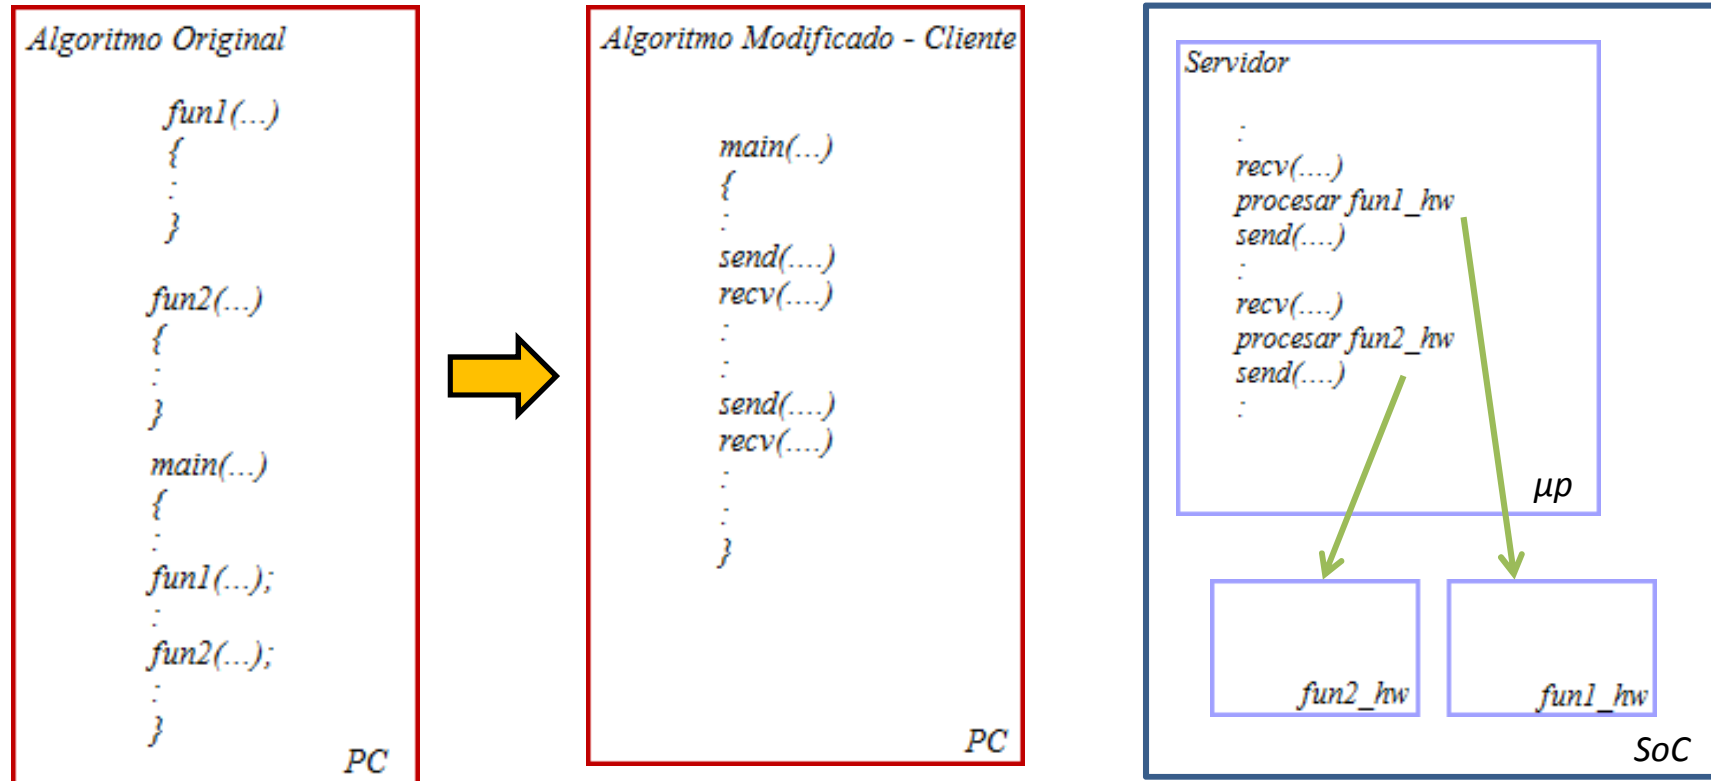 Algoritmo Original
fun1(...)
{
:
}
fun2(...)
{
:
}
main(...)
{
:
fun1(...);
:
fun2(...);
:
}
PC
Algoritmo Modificado - Cliente
main(...)
{
:
send(....)
recv(....)
:
:
send(....)
recv(....)
:
:
}
PC
Servidor
:
recv(....)
procesar fun1_hw
send(....)
:
recv(....)
procesar fun2_hw
send(....)
:
μp
fun2_hw
fun1_hw
SoC